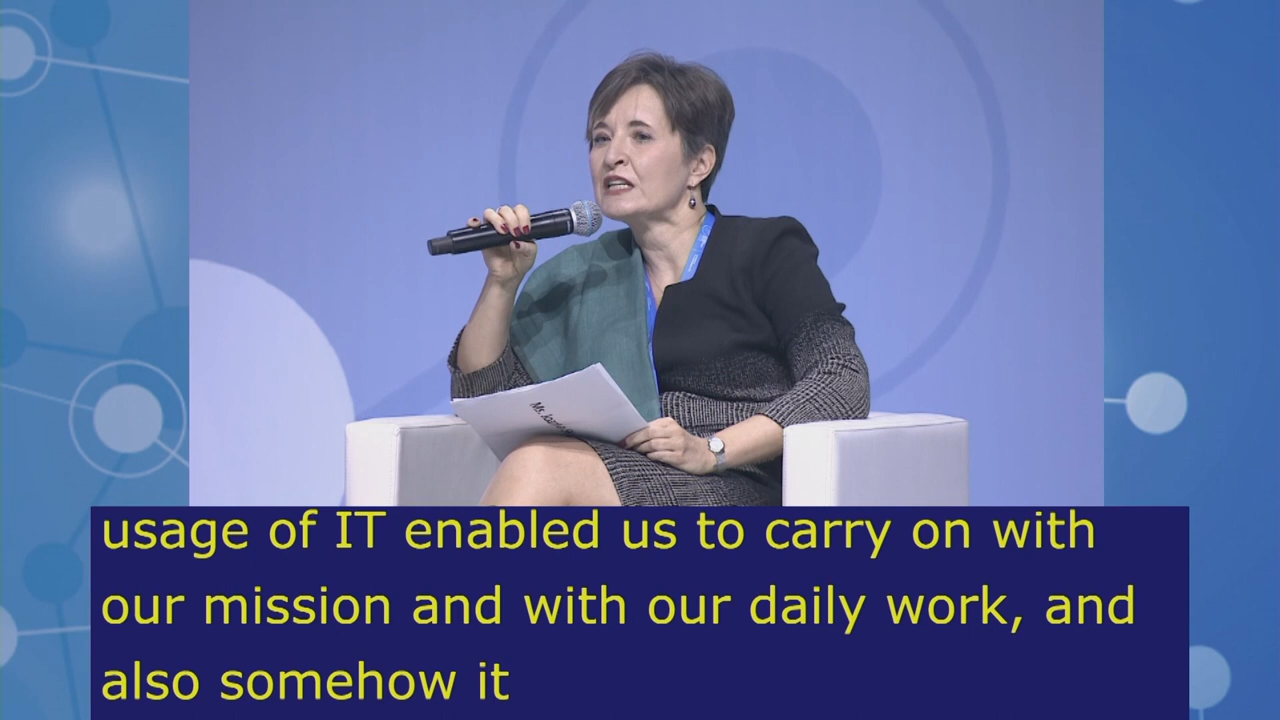 Ms.
usage of IT enabled us to carry on with
our mission and with our daily work, and
also somehow it